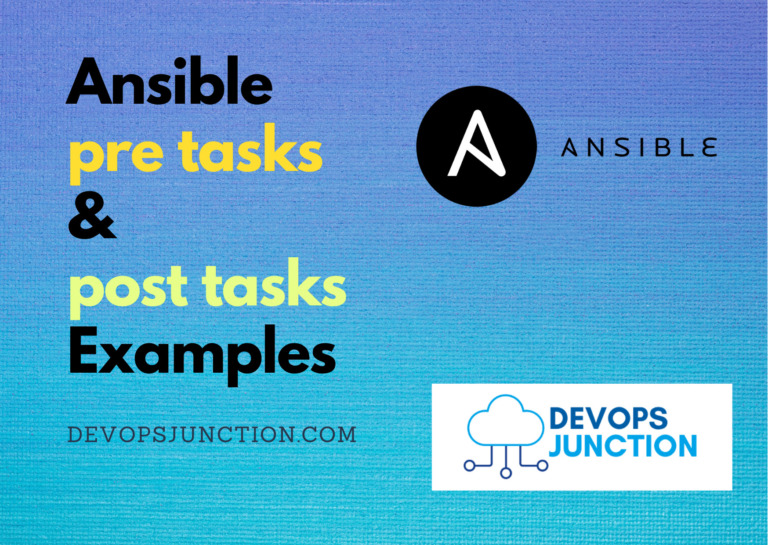 Ansible
pre tasks
&
post tasks
Examples
DEVOPSJUNCTION.COM
ANSIBLE
DEVOPS
JUNCTION